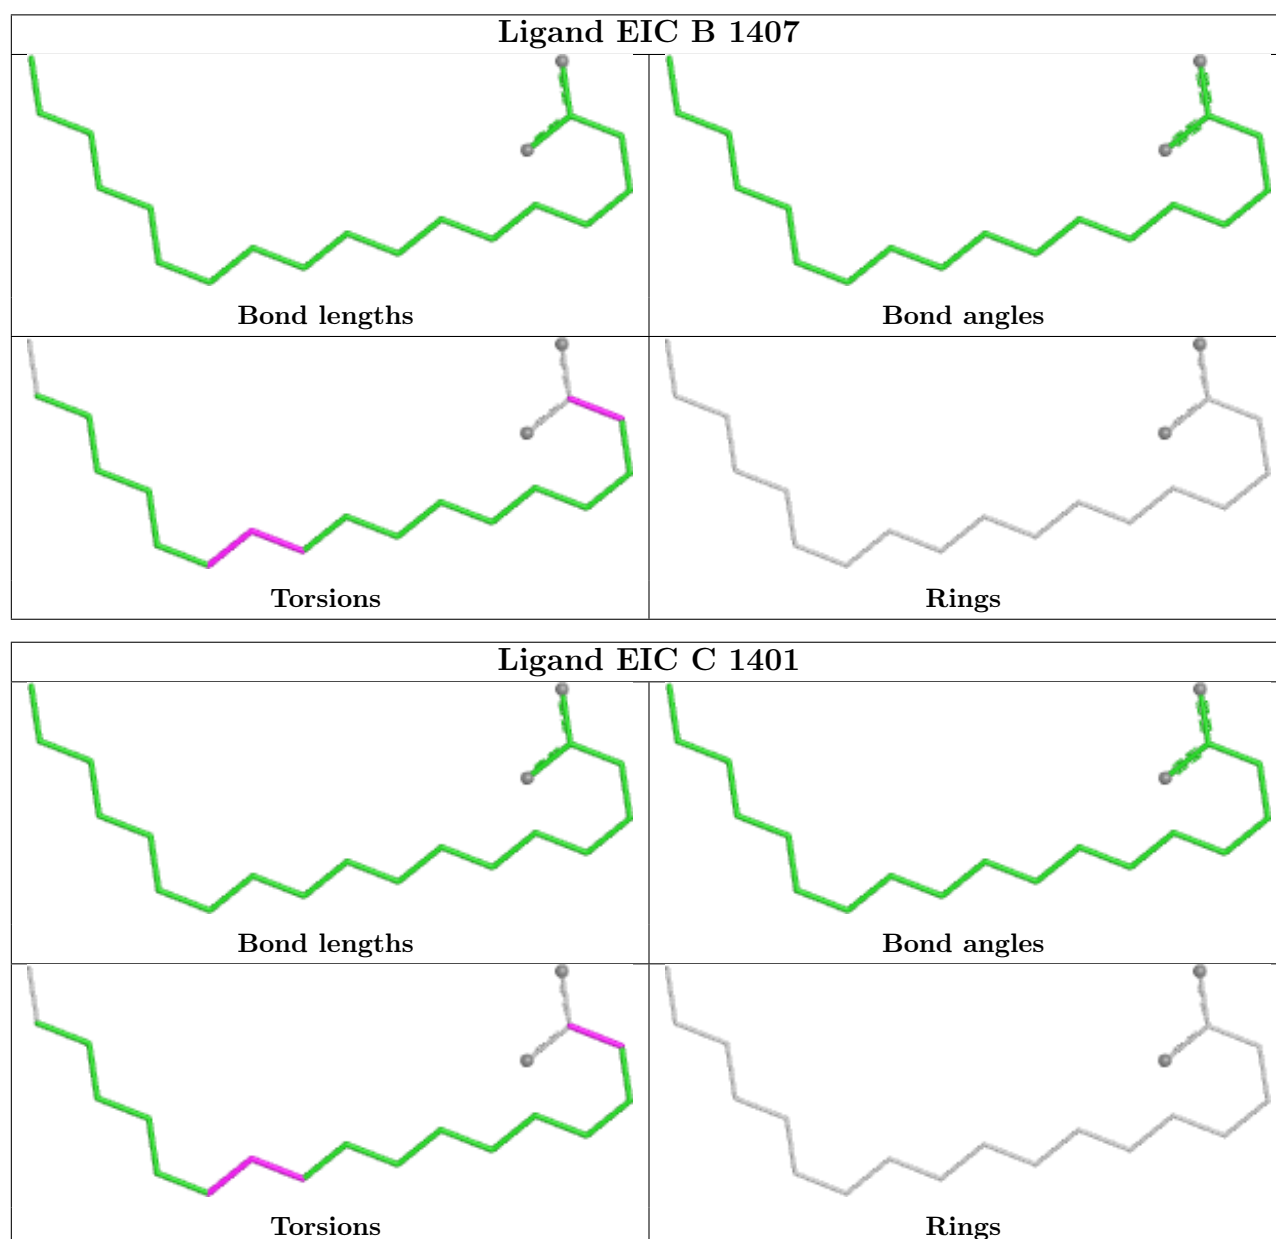 Ligand EIC B 1407
Bond lengths
Bond angles
Torsions
Rings
Ligand EIC C 1401
Bond lengths
Bond angles
Torsions
Rings